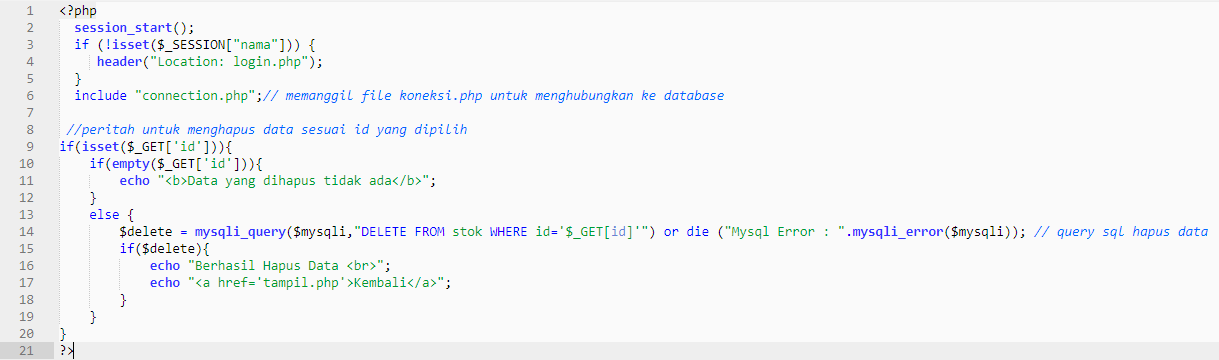 1 <?php
2 session_start();
3 if (!isset($_SESSION["nama"])) {
4 header("Location: login.php");
5 }
6 include "connection.php";// memanggil file koneksi.php untuk menghubungkan ke database
7
8 //peritah untuk menghapus data sesuai id yang dipilih
9 if(isset($_GET['id'])){
10 if(empty($_GET['id'])){
11 echo "<b>Data yang dihapus tidak ada</b>";
12 }
13 else {
14 $delete = mysqli_query($mysqli,"DELETE FROM stok WHERE id='$_GET[id]'") or die ("Mysql Error : ".mysqli_error($mysqli)); // query sql hapus data
15 if($delete){
16 echo "Berhasil Hapus Data <br>";
17 echo "<a href='tampil.php'>Kembali</a>";
18 }
19 }
20 }
21 ?>